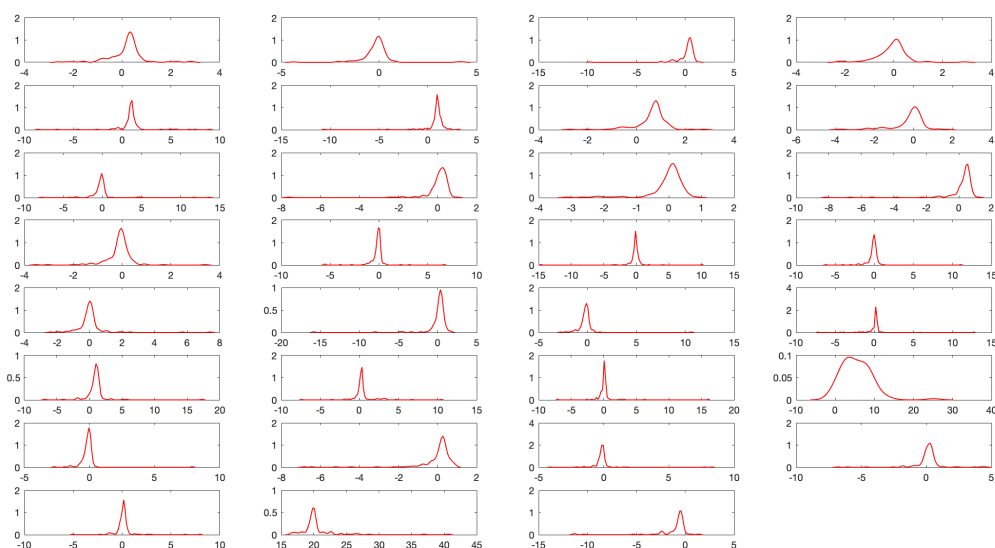 2 2 2 2
1 1 1 1
0 0 0 0
-4 -2 0 2 4 -5 0 5 -15 -10 -5 0 5 -4 -2 0 2 4
2 2 2 2
1 1 1 1
0 0 0 0
-10 -5 0 5 10 -15 -10 -5 0 5 -4 -2 0 2 4 -6 -4 -2 0 2 4
2 2 2 2
1 1 1 1
0 0 0 0
-10 -5 0 5 10 15 -8 -6 -4 -2 0 2 -4 -3 -2 -1 0 1 2 -10 -8 -6 -4 -2 0 2
2 2 2 2
1 1 1 1
0 0 0 0
-4 -2 0 2 4 -10 -5 0 5 10 -15 -10 -5 0 5 10 15 -10 -5 0 5 10 15
2 1 2 4
1 0.5 1 2
0 0 0 0
-4 -2 0 2 4 6 8 -20 -15 -10 -5 0 5 -5 0 5 10 15 -10 -5 0 5 10 15
1 2 2 0.1
0.5 1 1 0.05
0 0 0 0
-10 -5 0 5 10 15 20 -10 -5 0 5 10 15 -10 -5 0 5 10 15 20 -10 0 10 20 30 40
2 2 4 2
1 1 2 1
0 0 0 0
-5 0 5 10 -8 -6 -4 -2 0 2 -5 0 5 10 -10 -5 0 5
2 1 2
1 0.5 1
0 0 0
-10 -5 0 5 10 15 20 25 30 35 40 45 -15 -10 -5 0 5